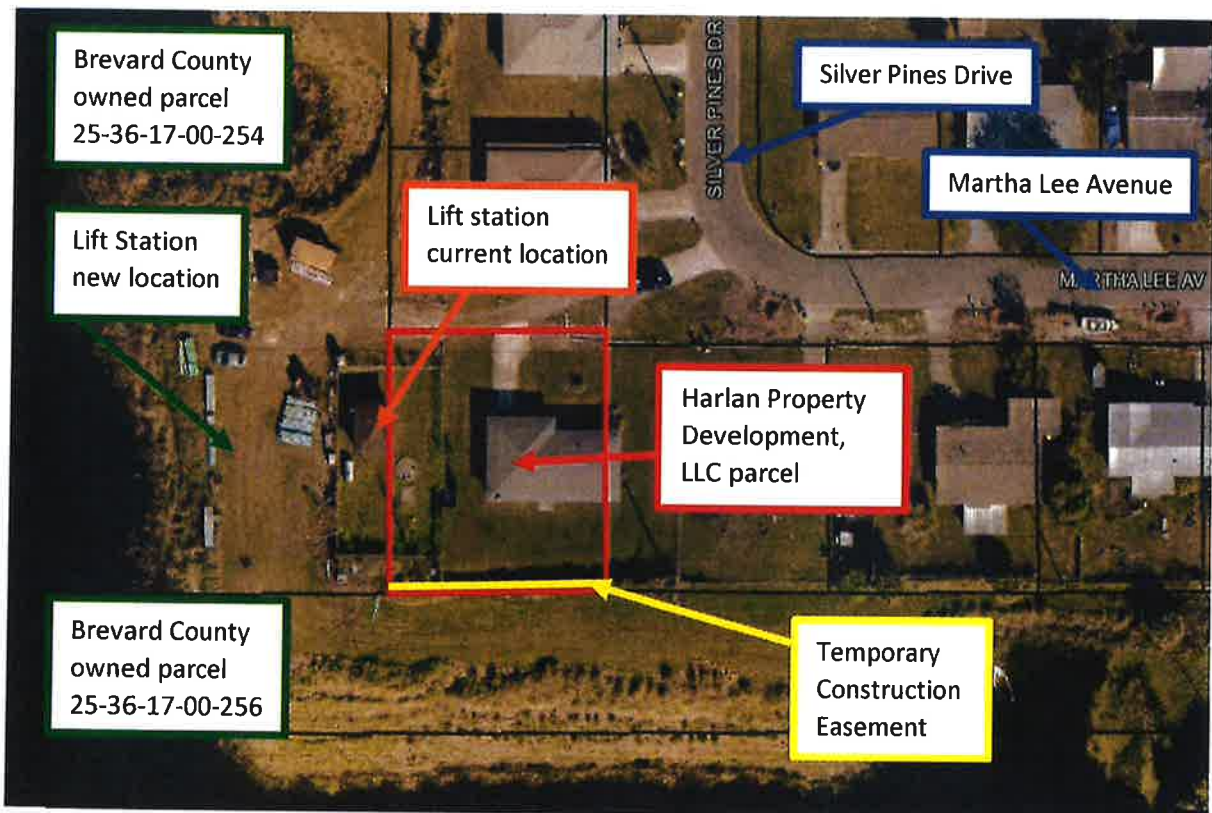 Brevard County
owned parcel
25-36-17-00-254
SILVER PINES DR
Silver Pines Drive
Martha Lee Avenue
Lift Station
new location
Lift station
current location
MARTHA LEE AV
Harlan Property
Development,
LLC parcel
Brevard County
owned parcel
25-36-17-00-256
Temporary
Construction
Easement